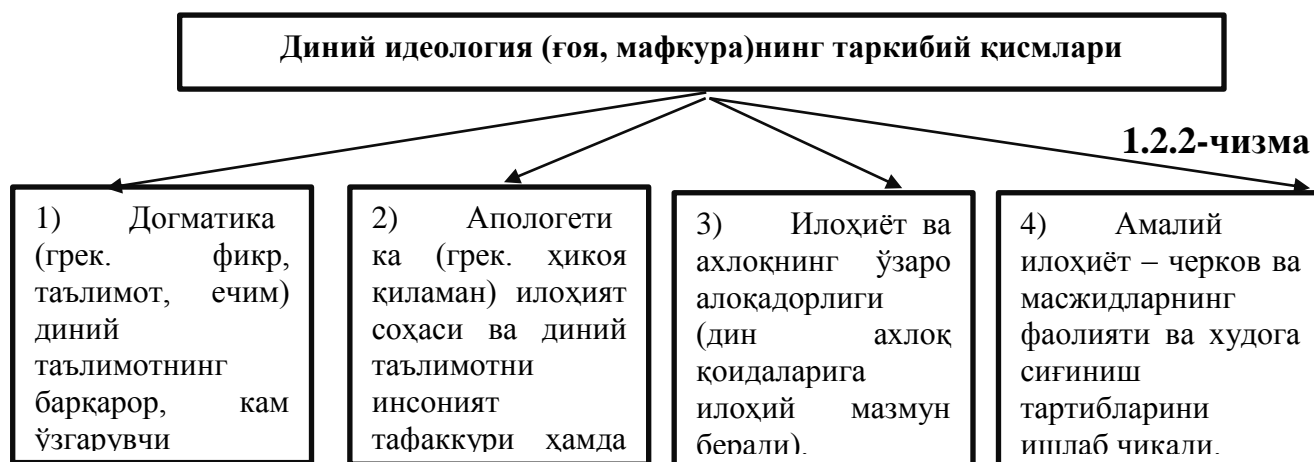 Диний идеология (ғоя, мафкура)нинг таркибий қисмлари
1.2.2-чизма
1) Догматика
(грек. фикр,
таълимот, ечим)
диний
таълимотнинг
барқарор, кам
ўзгарувчи
2) Апологети
ка (грек. ҳикоя
қиламан) илоҳият
соҳаси ва диний
таълимотни
инсоният
тафаккури ҳамда
3) Илоҳиёт ва
ахлоқнинг ўзаро
алоқадорлиги
(дин ахлоқ
қоидаларига
илоҳий мазмун
беради).
4) Амалий
илоҳиёт – черков ва
масжидларнинг
фаолияти ва худога
сиғиниш
тартибларини
ишлаб чиқади.